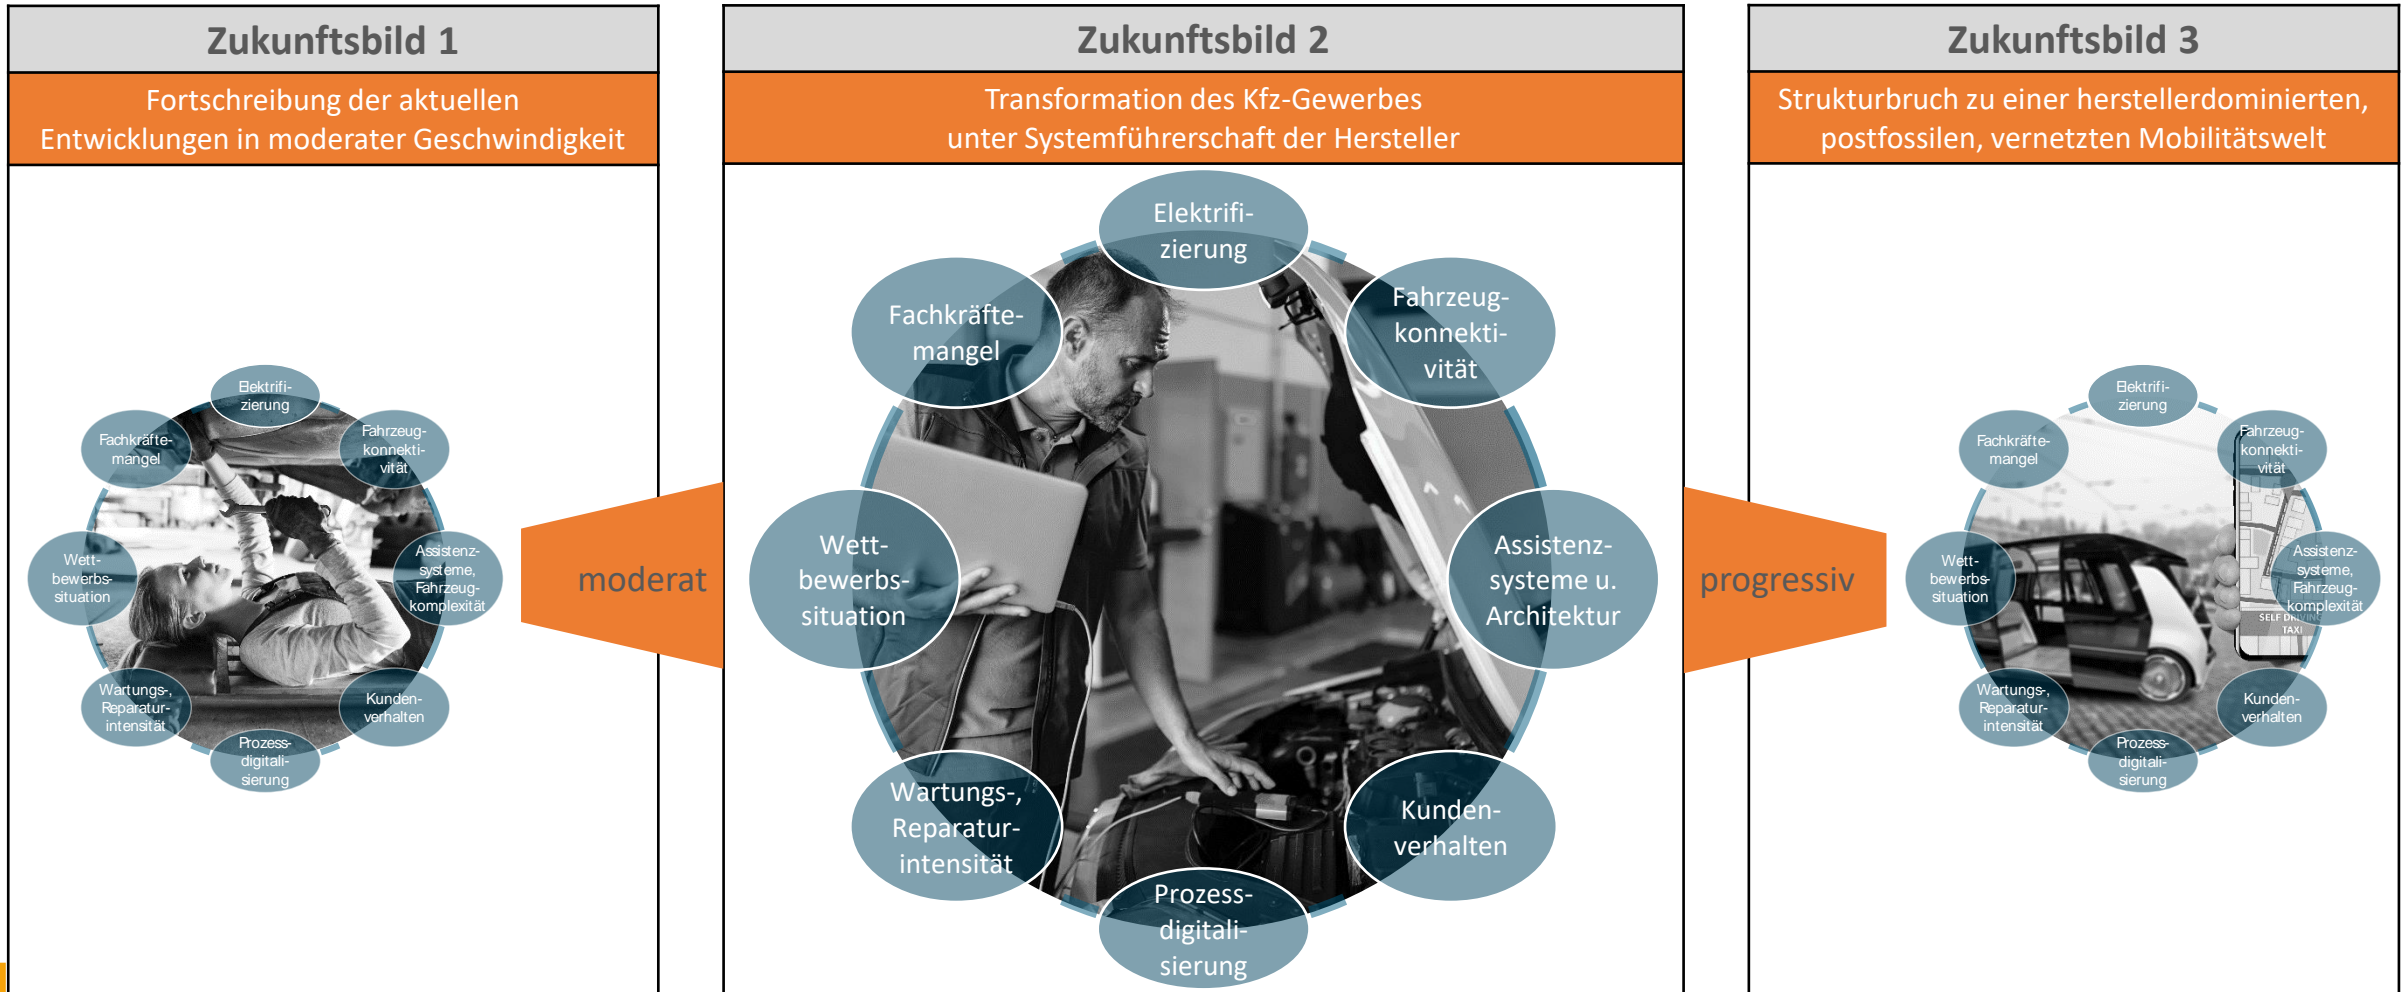 Zukunftsbild 1
Fortschreibung der aktuellen
Entwicklungen in moderater Geschwindigkeit
Elektrifi-
zierung
Fahrzeug-
konnekti-
vität
Assistenz-
systeme,
Fahrzeug-
komplexität
Kunden-
verhalten
Prozess-
digitali-
sierung
Wartungs-,
Reparatur-
intensität
Wett-
bewerbs-
situation
Fachkräfte-
mangel
moderat
Zukunftsbild 2
Transformation des Kfz-Gewerbes
unter Systemführerschaft der Hersteller
Elektrifi-
zierung
Fahrzeug-
konnekti-
vität
Assistenz-
systeme u.
Architektur
Kunden-
verhalten
Prozess-
digitali-
sierung
Wartungs-,
Reparatur-
intensität
Wett-
bewerbs-
situation
Fachkräfte-
mangel
progressiv
Zukunftsbild 3
Strukturbruch zu einer herstellerdominierten,
postfossilen, vernetzten Mobilitätswelt
Elektrifi-
zierung
Fahrzeug-
konnekti-
vität
Assistenz-
systeme,
Fahrzeug-
komplexität
SELF DRIVING
TAXI
Kunden-
verhalten
Prozess-
digitali-
sierung
Wartungs-,
Reparatur-
intensität
Wett-
bewerbs-
situation
Fachkräfte-
mangel